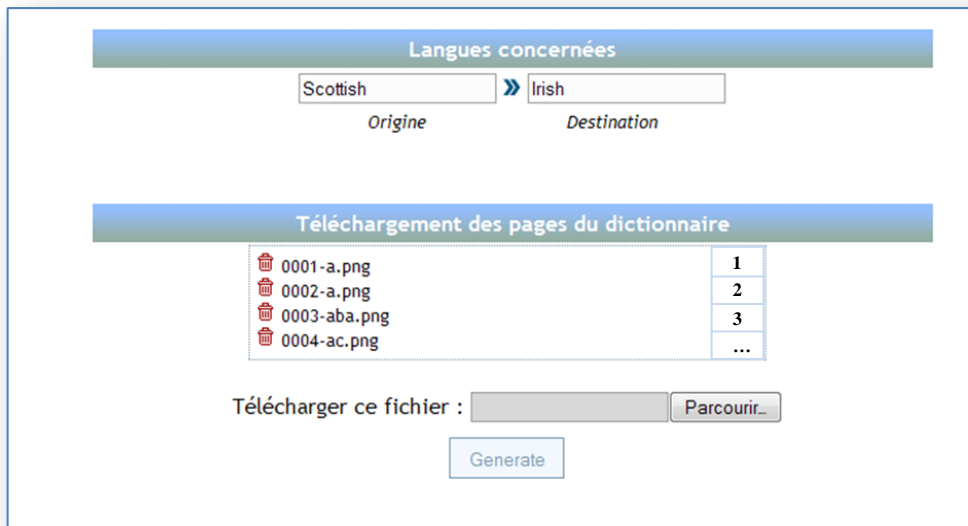 Langues concernées
Scottish » Irish
Origine Destination
Téléchargement des pages du dictionnaire
0001-a.png 1
0002-a.png 2
0003-aba.png 3
0004-ac.png ...
Télécharger ce fichier : Parcourir...
Generate